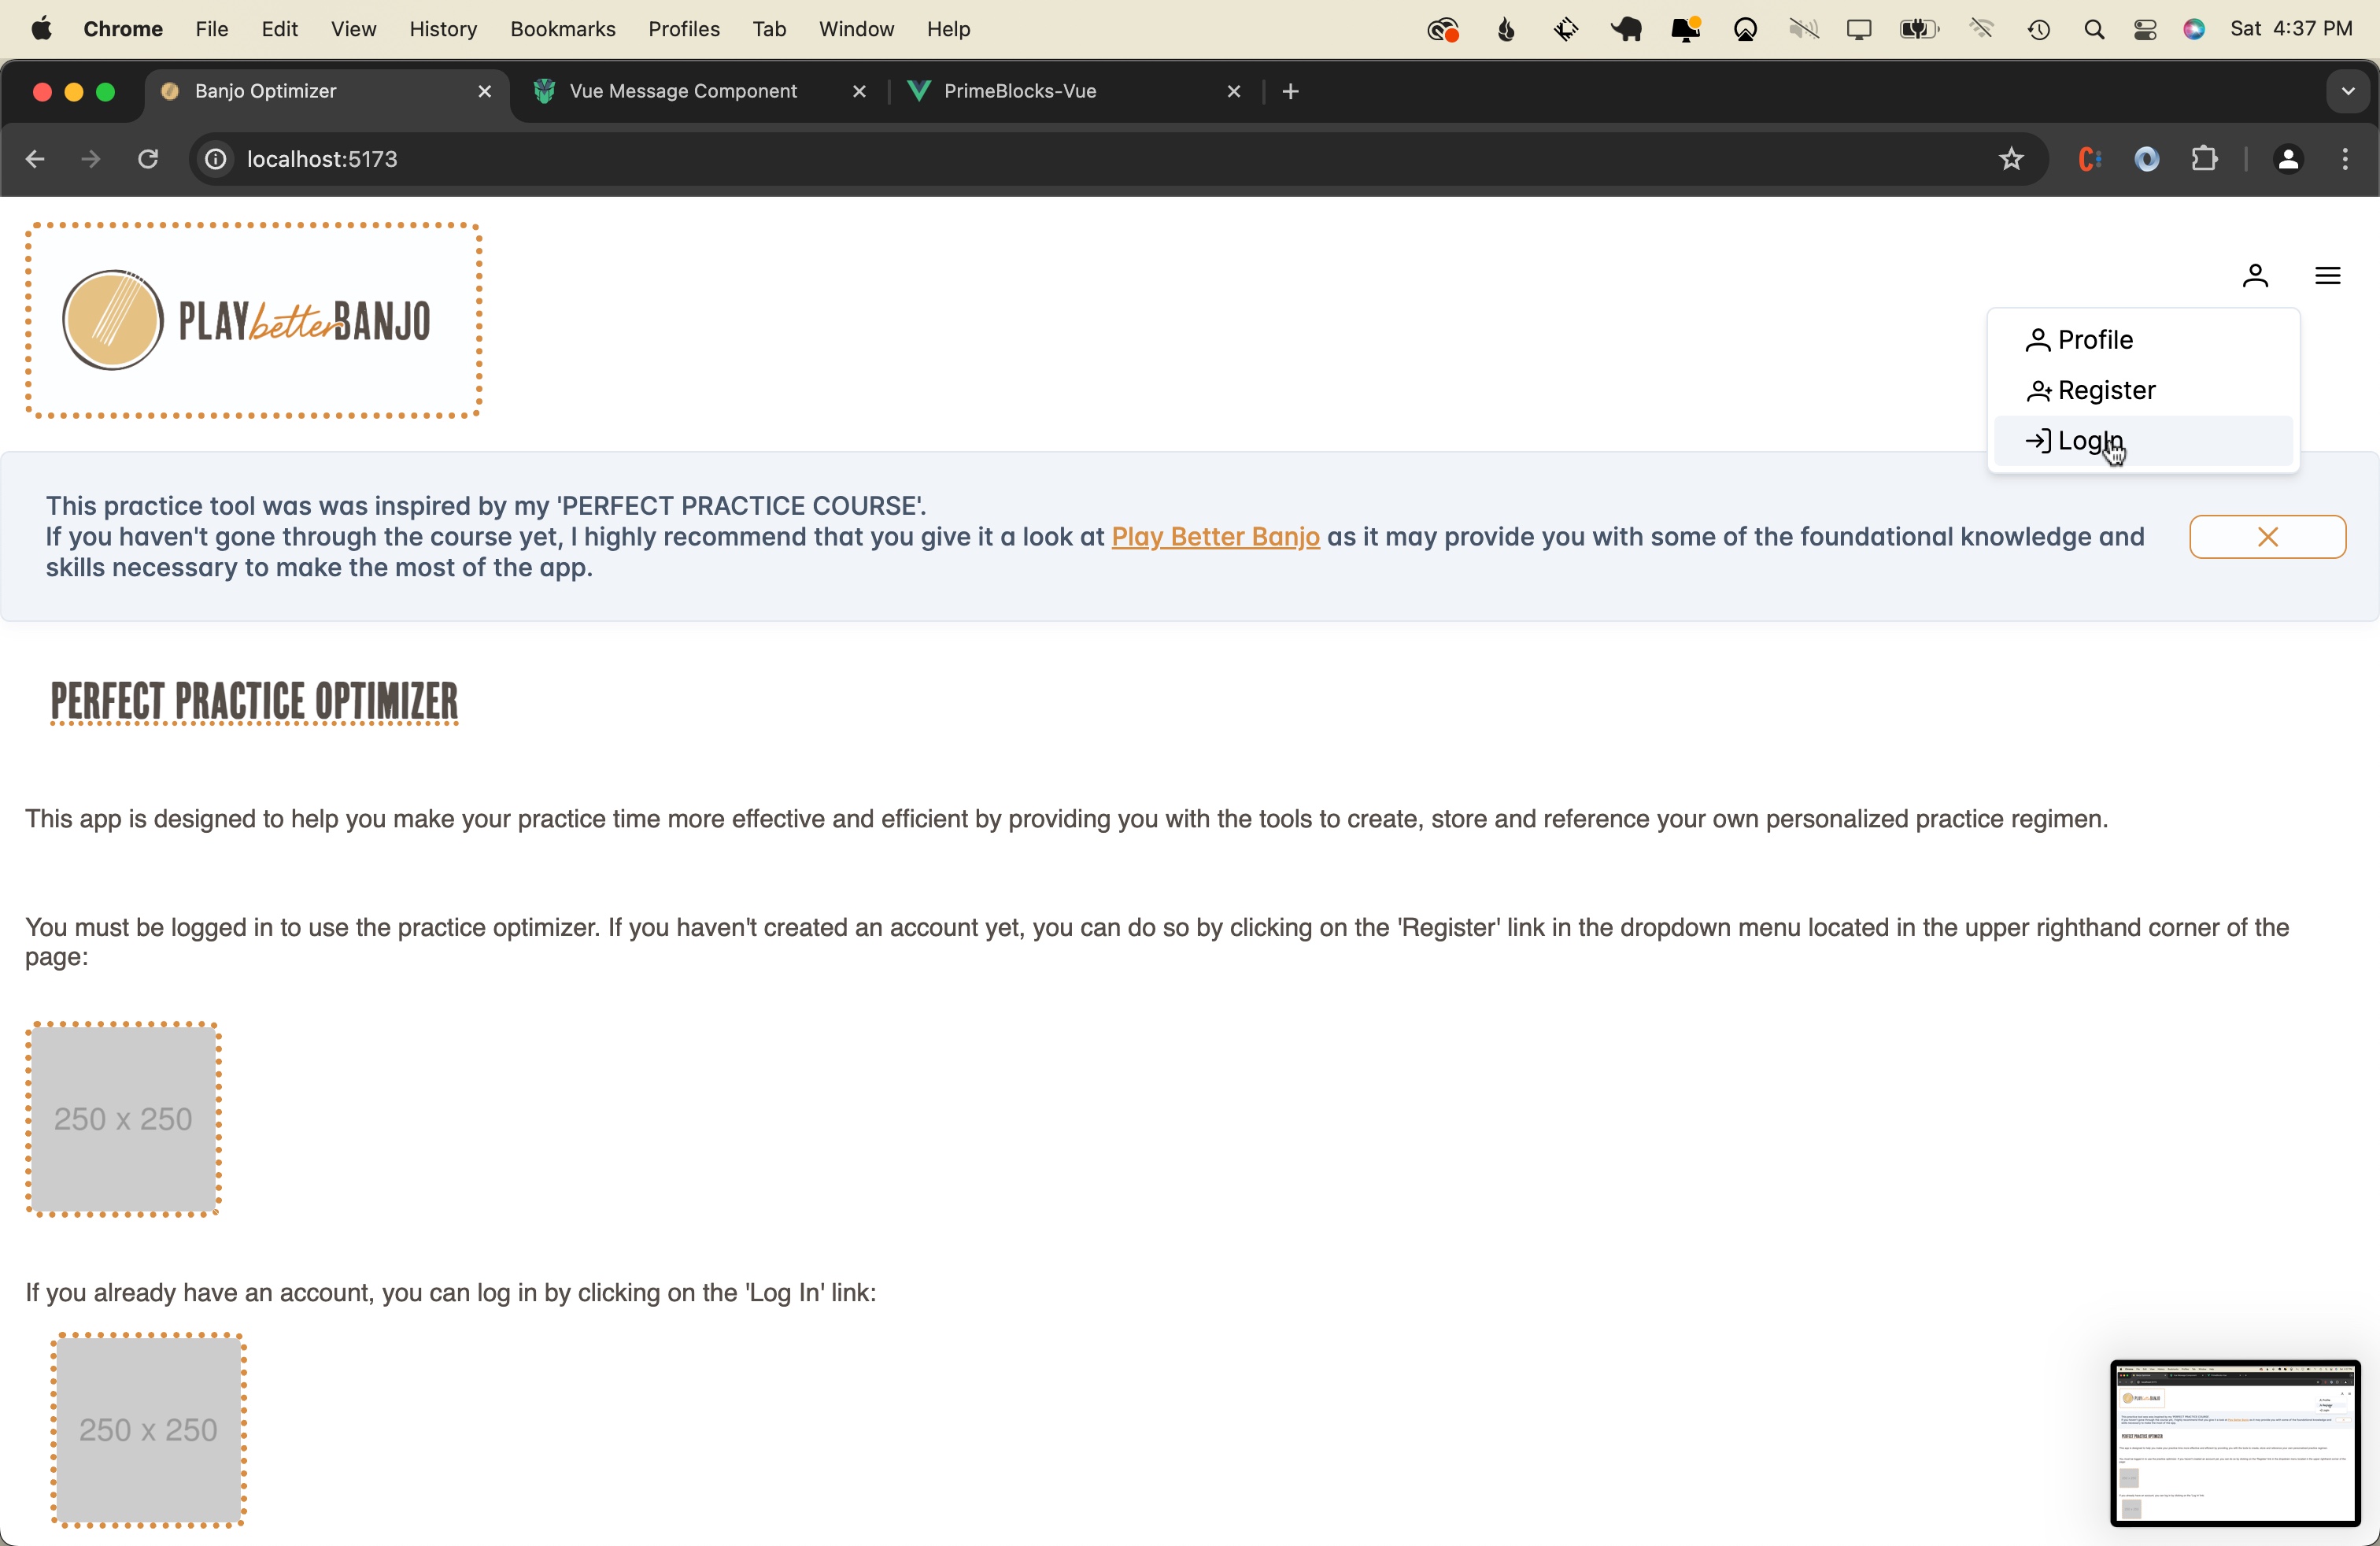 Chrome File Edit View History Bookmarks Profiles Tab Window Help Sat 4:37 PM
Banjo Optimizer Vue Message Component PrimeBlocks-Vue
localhost:5173
PLAY better BANJO
Profile
Register
LogIn
This practice tool was was inspired by my 'PERFECT PRACTICE COURSE'.
If you haven't gone through the course yet, I highly recommend that you give it a look at Play Better Banjo as it may provide you with some of the foundational knowledge and
skills necessary to make the most of the app.
PERFECT PRACTICE OPTIMIZER
This app is designed to help you make your practice time more effective and efficient by providing you with the tools to create, store and reference your own personalized practice regimen.
You must be logged in to use the practice optimizer. If you haven't created an account yet, you can do so by clicking on the 'Register' link in the dropdown menu located in the upper righthand corner of the
page:
250 x 250
If you already have an account, you can log in by clicking on the 'Log In' link:
250 x 250